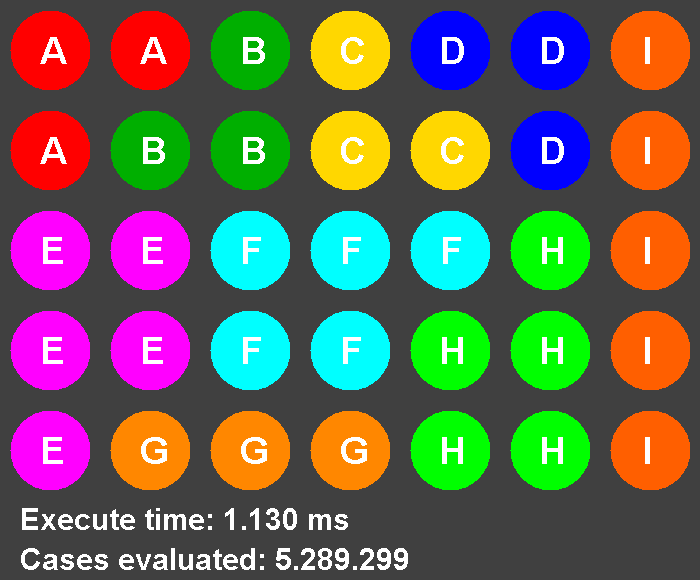 A A B C D D I
A B B C C D I
E E F F F H I
E E F F H H I
E G G G H H I
Execute time: 1.130 ms
Cases evaluated: 5.289.299